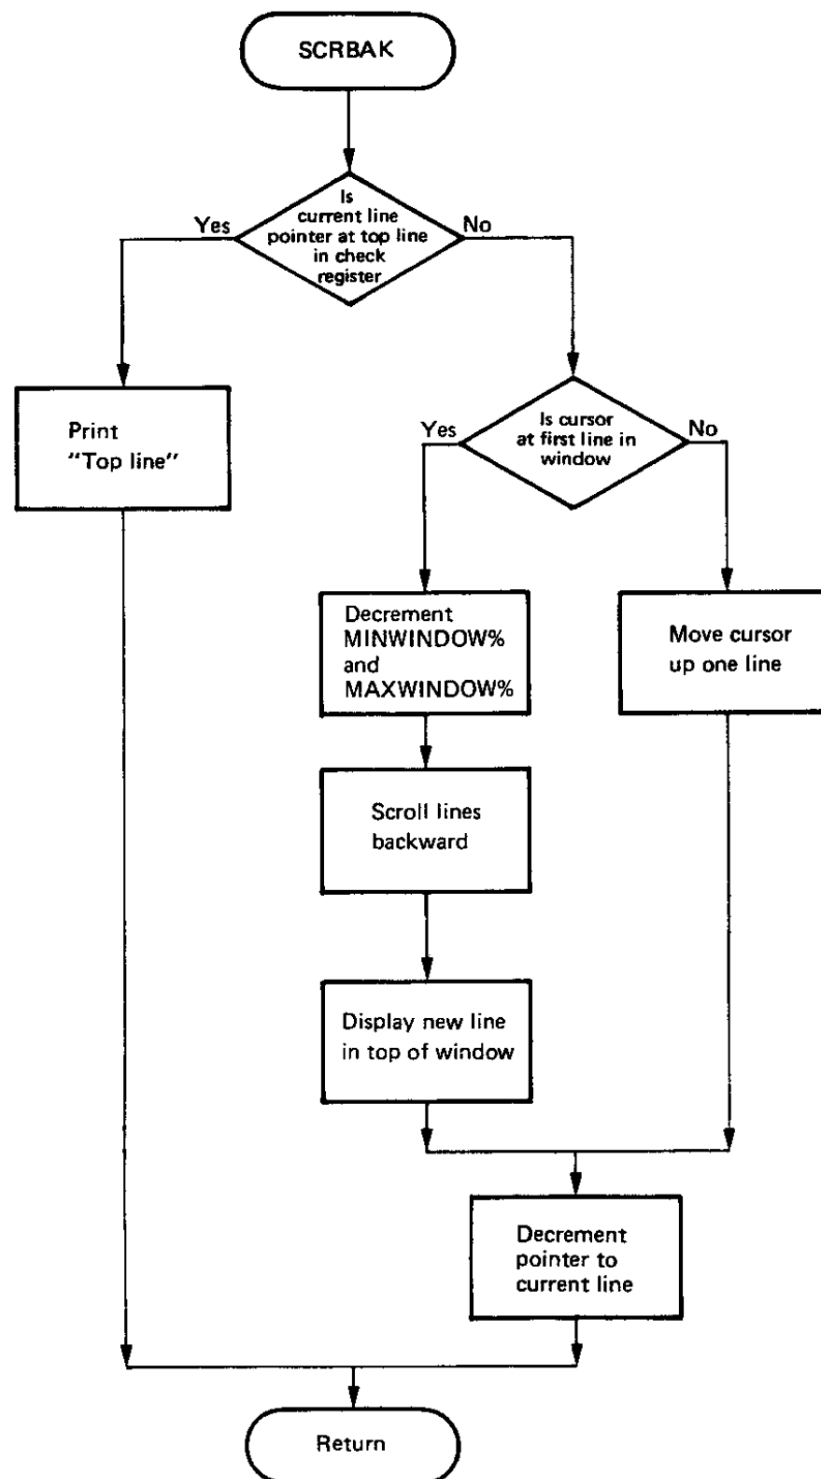 SCRBAK
Is
current line
pointer at top line
in check
register
Yes
No
Print
"Top line"
Is cursor
at first line in
window
Yes
No
Decrement
MINWINDOW%
and
MAXWINDOW%
Move cursor
up one line
Scroll lines
backward
Display new line
in top of window
Decrement
pointer to
current line
Return